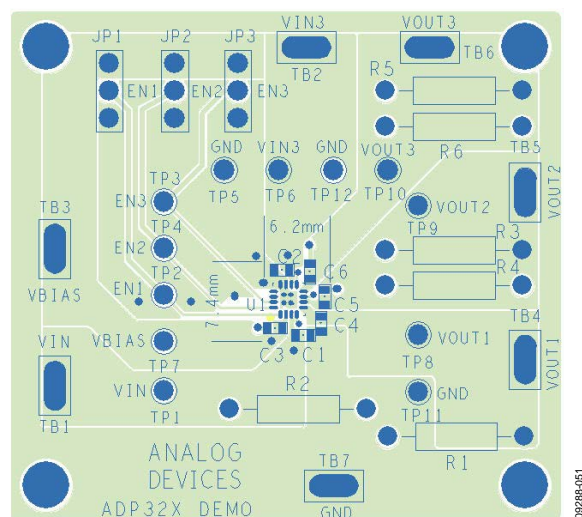 JP1 JP2 JP3 VIN3 VOUT3
TB2 TB6
EN1 EN2 EN3 R5
R6 TB5
GND VIN3 GND VOUT3
TP5 TP6 TP12 TP10
VOUT2
TP3
EN3
TP4
EN2
TP2
EN1
TB3
VBIAS
VOUT2
TP9
R3
R4
6.2mm
7.4mm
C2
C6
U1
C5
C4
C3 C1
VIN
TB1
VBIAS
TP7
VIN
TP1
VOUT1
TP8
GND
TP11
TB4
VOUT1
R2
R1
ANALOG
DEVICES
ADP32X DEMO
TB7
GND
09288-051